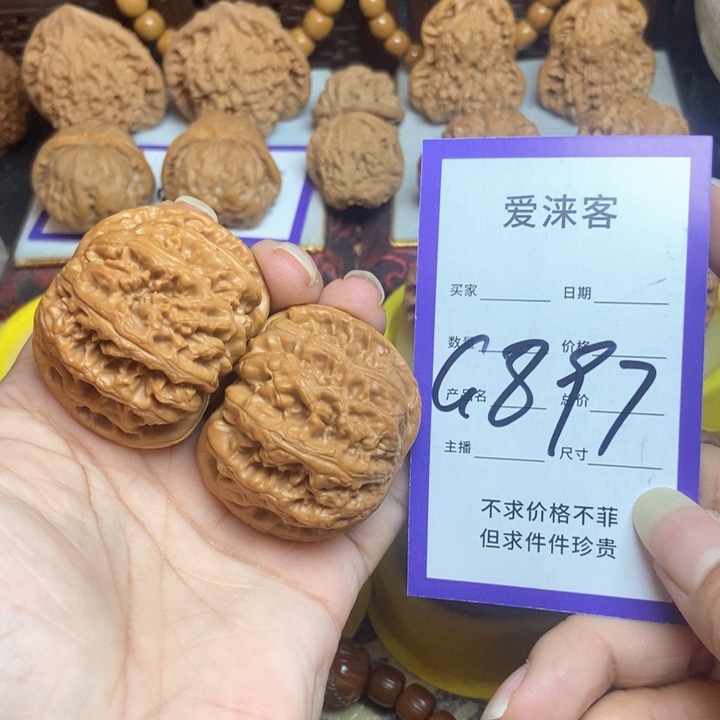 爱涞客
买家 日期
数量 价格
G897
产品名 总价
主播 尺寸
不求价格不菲
但求件件珍贵